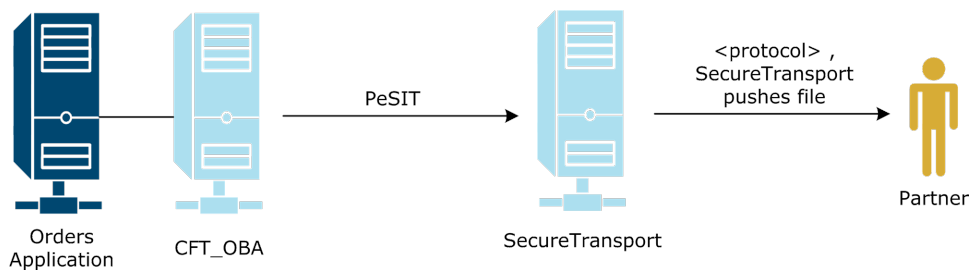 <protocol> ,
SecureTransport
pushes file
PeSIT
Orders
Application
CFT_OBA
SecureTransport
Partner